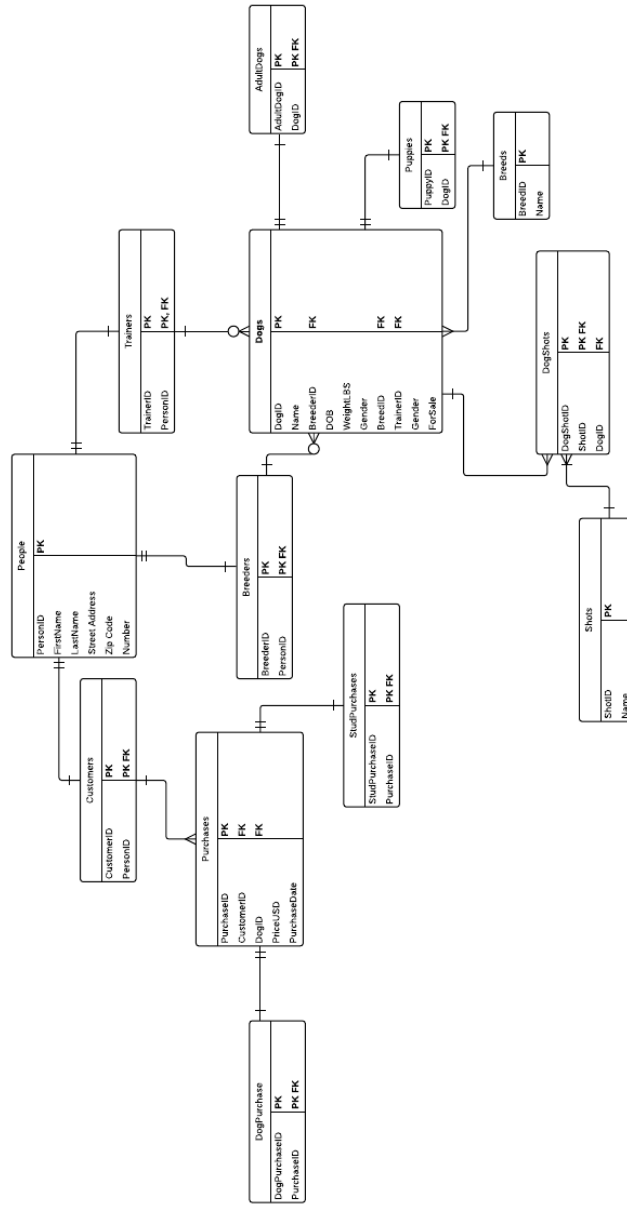 People
PersonID PK
FirstName
LastName
Street Address
Zip Code
Number
Customers
CustomerID PK
PersonID PK FK
Trainers
TrainerID PK
PersonID PK, FK
Breeders
BreederID PK
PersonID PK FK
AdultDogs
AdultDogID PK
DogID PK FK
Dogs
DogID PK
Name
BreederID FK
DOB
WeightLBS
Gender
BreedID FK
TrainerID FK
Gender
ForSale
Puppies
PuppyID PK
DogID PK FK
Breeds
BreedID PK
Name
Purchases
PurchaseID PK
CustomerID FK
DogID FK
PriceUSD
PurchaseDate
DogPurchase
DogPurchaseID PK
PurchaseID PK FK
StudPurchases
StudPurchaseID PK
PurchaseID PK FK
DogShots
DogShotID PK
ShotID PK FK
DogID FK
Shots
ShotID PK
Name